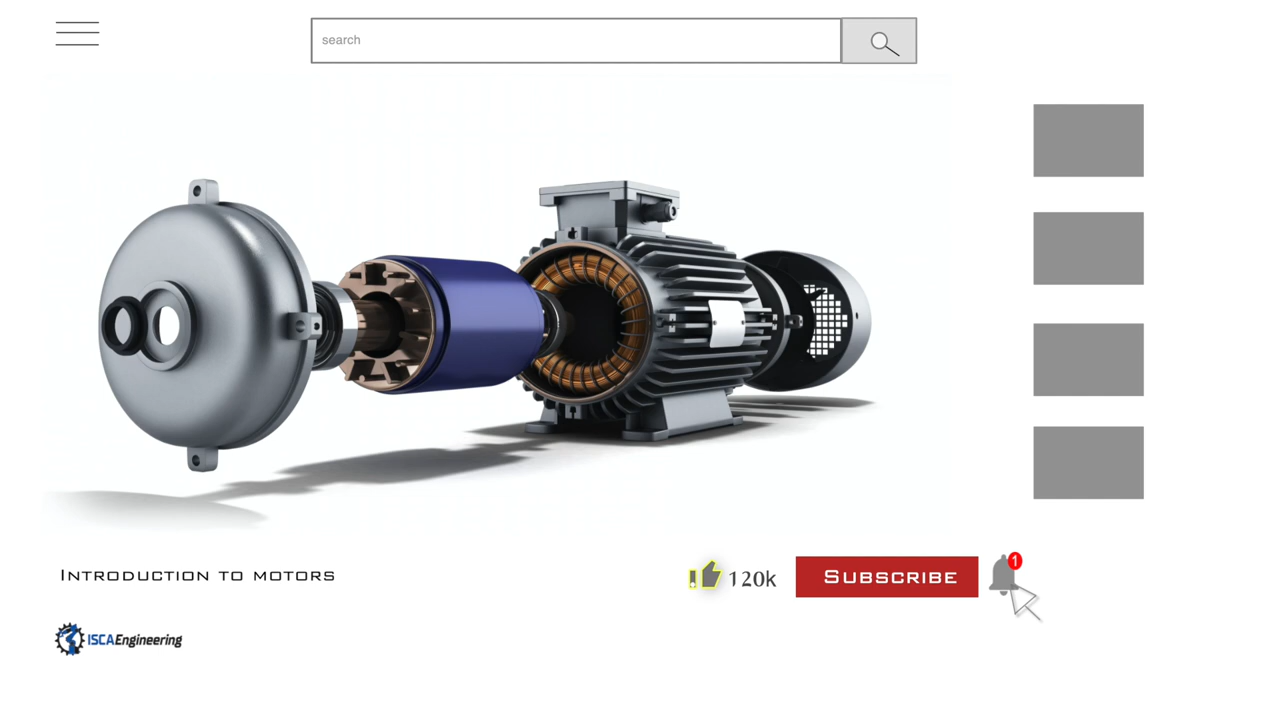 search
INTRODUCTION TO MOTORS
120k
SUBSCRIBE
1
ISCAEngineering